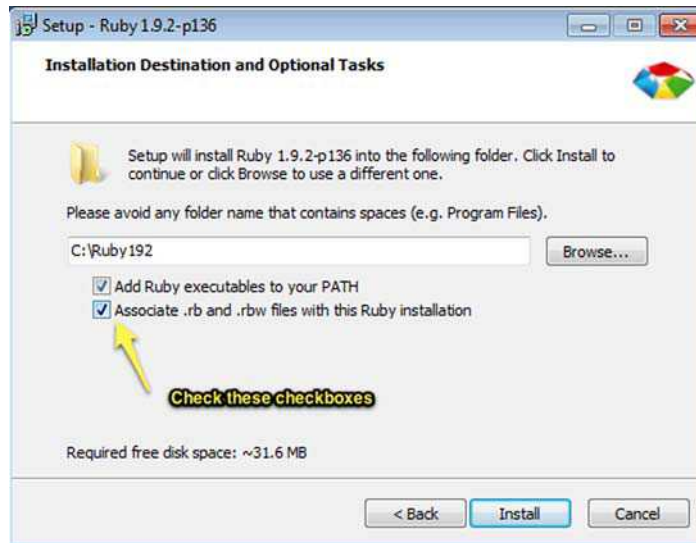 Setup - Ruby 1.9.2-p136
Installation Destination and Optional Tasks
Setup will install Ruby 1.9.2-p136 into the following folder. Click Install to
continue or click Browse to use a different one.
Please avoid any folder name that contains spaces (e.g. Program Files).
C:\Ruby192
Browse...
Add Ruby executables to your PATH
Associate .rb and .rbw files with this Ruby installation
Check these checkboxes
Required free disk space: ~31.6 MB
< Back Install Cancel